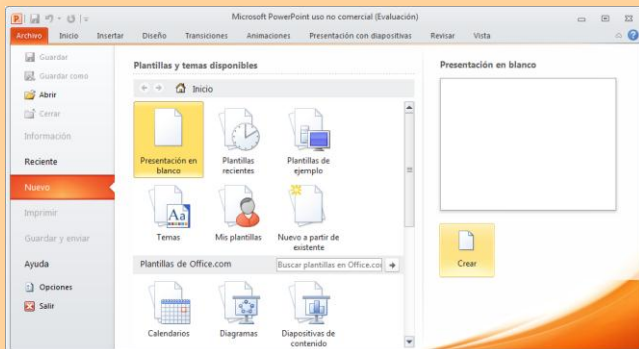 Microsoft PowerPoint uso no comercial (Evaluación)
Archivo Inicio Insertar Diseño Transiciones Animaciones Presentación con diapositivas Revisar Vista
Guardar
Guardar como
Abrir
Cerrar
Información
Reciente
Nuevo
Imprimir
Guardar y enviar
Ayuda
Opciones
Salir
Plantillas y temas disponibles
Inicio
Presentación en blanco
Plantillas recientes
Plantillas de ejemplo
Temas
Mis plantillas
Nuevo a partir de existente
Plantillas de Office.com
Buscar plantillas en Office.co
Calendarios
Diagramas
Diapositivas de contenido
Presentación en blanco
Crear